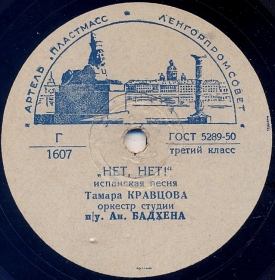 АРТЕЛЬ „ПЛАСТМАСС" ЛЕНГОРПРОМСОВЕТ
Г
1607
ГОСТ 5289-50
третий класс
„НЕТ, НЕТ!"
испанская песня
Тамара КРАВЦОВА
оркестр студии
п/у. Ан. БАДХЕНА